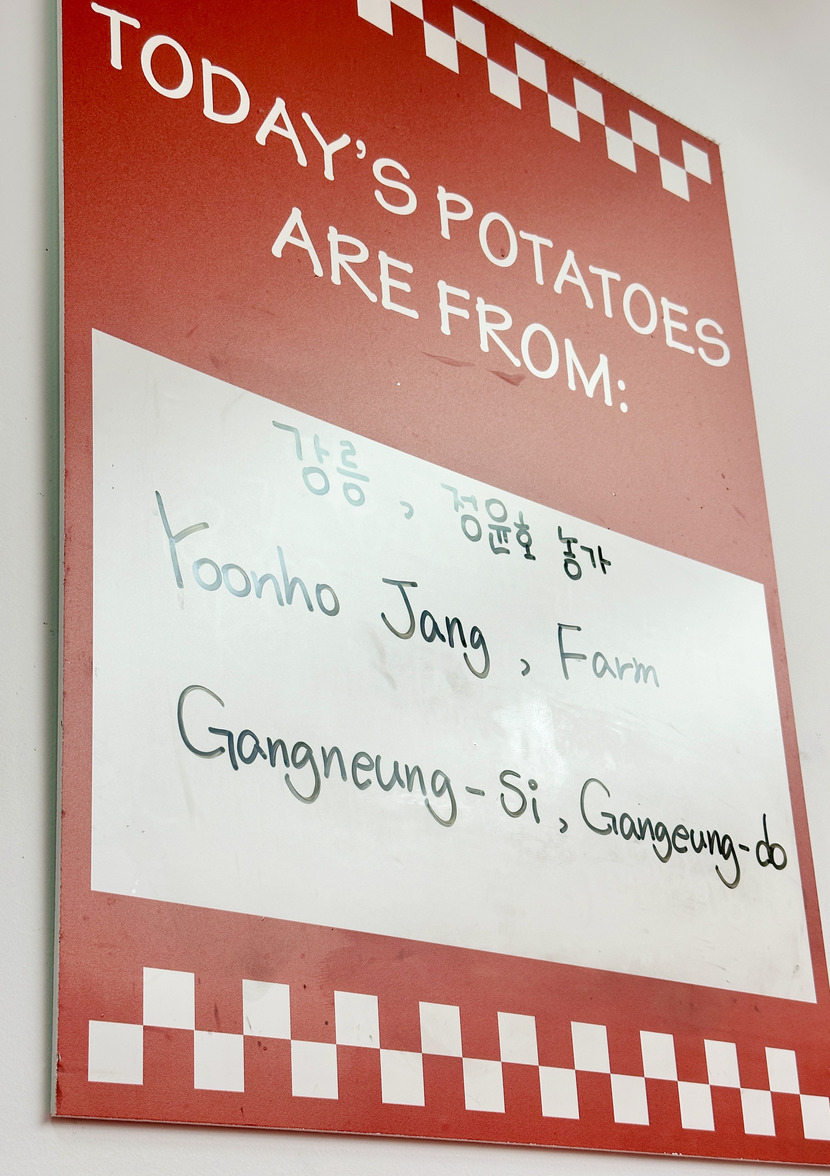 TODAY'S POTATOES
ARE FROM:
강릉, 정윤호 농가
Yoonho Jang, Farm
Gangneung-Si, Gangeung-do